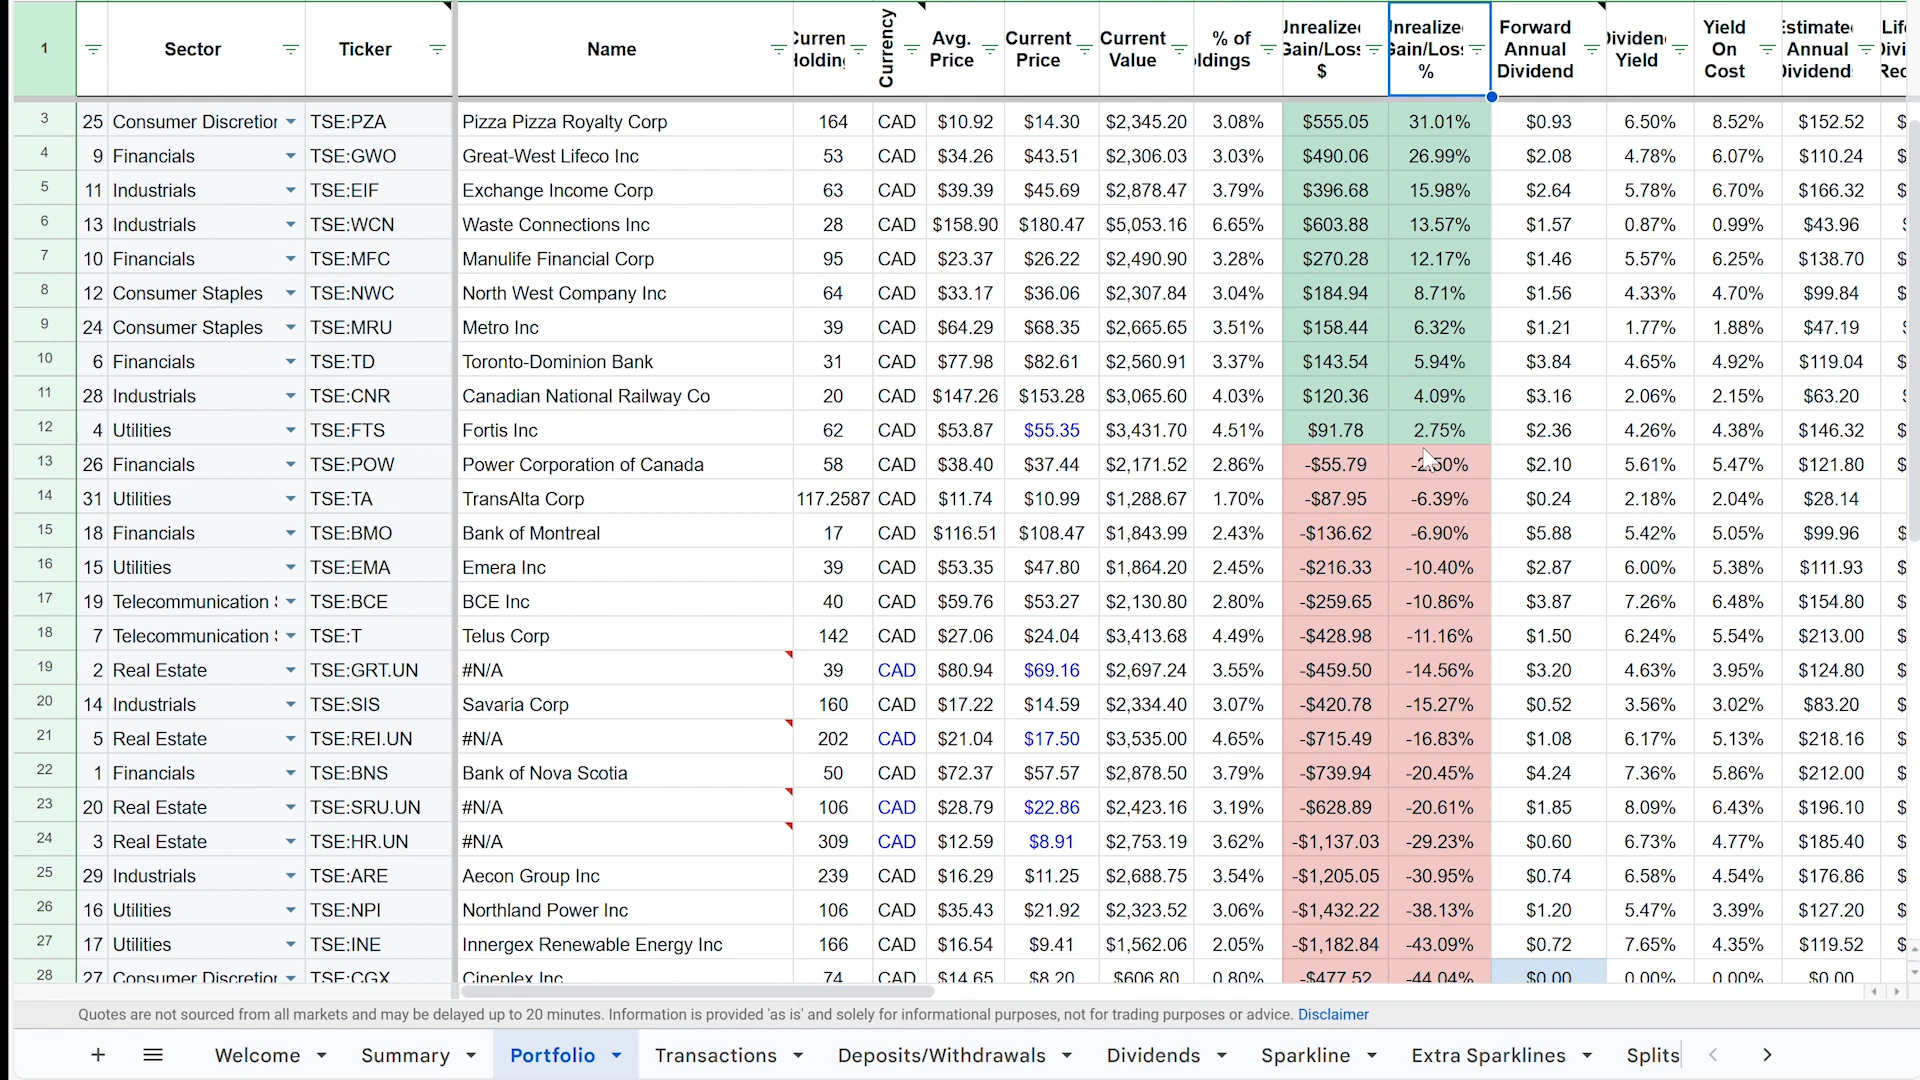 1 Sector Ticker Name Currency Avg. Price Current Price Current Value % of Forward Annual Dividend Yield Yield On Cost Annual
$ %
3 25 Consumer Discretior TSE:PZA Pizza Pizza Royalty Corp 164 CAD $10.92 $14.30 $2,345.20 3.08% $555.05 31.01% $0.93 6.50% 8.52% $152.52 $
4 9 Financials TSE:GWO Great-West Lifeco Inc 53 CAD $34.26 $43.51 $2,306.03 3.03% $490.06 26.99% $2.08 4.78% 6.07% $110.24 $
5 11 Industrials TSE:EIF Exchange Income Corp 63 CAD $39.39 $45.69 $2,878.47 3.79% $396.68 15.98% $2.64 5.78% 6.70% $166.32 $
6 13 Industrials TSE:WCN Waste Connections Inc 28 CAD $158.90 $180.47 $5,053.16 6.65% $603.88 13.57% $1.57 0.87% 0.99% $43.96
7 10 Financials TSE:MFC Manulife Financial Corp 95 CAD $23.37 $26.22 $2,490.90 3.28% $270.28 12.17% $1.46 5.57% 6.25% $138.70 $
8 12 Consumer Staples TSE:NWC North West Company Inc 64 CAD $33.17 $36.06 $2,307.84 3.04% $184.94 8.71% $1.56 4.33% 4.70% $99.84 $
9 24 Consumer Staples TSE:MRU Metro Inc 39 CAD $64.29 $68.35 $2,665.65 3.51% $158.44 6.32% $1.21 1.77% 1.88% $47.19
10 6 Financials TSE:TD Toronto-Dominion Bank 31 CAD $77.98 $82.61 $2,560.91 3.37% $143.54 5.94% $3.84 4.65% 4.92% $119.04 $
11 28 Industrials TSE:CNR Canadian National Railway Co 20 CAD $147.26 $153.28 $3,065.60 4.03% $120.36 4.09% $3.16 2.06% 2.15% $63.20
12 4 Utilities TSE:FTS Fortis Inc 62 CAD $53.87 $55.35 $3,431.70 4.51% $91.78 2.75% $2.36 4.26% 4.38% $146.32 $
13 26 Financials TSE:POW Power Corporation of Canada 58 CAD $38.40 $37.44 $2,171.52 2.86% -$55.79 $2.10 5.61% 5.47% $121.80 $
14 31 Utilities TSE:TA TransAlta Corp 117.2587 CAD $11.74 $10.99 $1,288.67 1.70% -$87.95 -6.39% $0.24 2.18% 2.04% $28.14
15 18 Financials TSE:BMO Bank of Montreal 17 CAD $116.51 $108.47 $1,843.99 2.43% -$136.62 -6.90% $5.88 5.42% 5.05% $99.96 $
16 15 Utilities TSE:EMA Emera Inc 39 CAD $53.35 $47.80 $1,864.20 2.45% -$216.33 -10.40% $2.87 6.00% 5.38% $111.93 $
17 19 Telecommunication TSE:BCE BCE Inc 40 CAD $59.76 $53.27 $2,130.80 2.80% -$259.65 -10.86% $3.87 7.26% 6.48% $154.80 $
18 7 Telecommunication TSE:T Telus Corp 142 CAD $27.06 $24.04 $3,413.68 4.49% -$428.98 -11.16% $1.50 6.24% 5.54% $213.00 $
19 2 Real Estate TSE:GRT.UN #N/A 39 CAD $80.94 $69.16 $2,697.24 3.55% -$459.50 -14.56% $3.20 4.63% 3.95% $124.80 $
20 14 Industrials TSE:SIS Savaria Corp 160 CAD $17.22 $14.59 $2,334.40 3.07% -$420.78 -15.27% $0.52 3.56% 3.02% $83.20 $
21 5 Real Estate TSE:REI.UN #N/A 202 CAD $21.04 $17.50 $3,535.00 4.65% -$715.49 -16.83% $1.08 6.17% 5.13% $218.16 $
22 1 Financials TSE:BNS Bank of Nova Scotia 50 CAD $72.37 $57.57 $2,878.50 3.79% -$739.94 -20.45% $4.24 7.36% 5.86% $212.00 $
23 20 Real Estate TSE:SRU.UN #N/A 106 CAD $28.79 $22.86 $2,423.16 3.19% -$628.89 -20.61% $1.85 8.09% 6.43% $196.10 $
24 3 Real Estate TSE:HR.UN #N/A 309 CAD $12.59 $8.91 $2,753.19 3.62% -$1,137.03 -29.23% $0.60 6.73% 4.77% $185.40 $
25 29 Industrials TSE:ARE Aecon Group Inc 239 CAD $16.29 $11.25 $2,688.75 3.54% -$1,205.05 -30.95% $0.74 6.58% 4.54% $176.86 $
26 16 Utilities TSE:NPI Northland Power Inc 106 CAD $35.43 $21.92 $2,323.52 3.06% -$1,432.22 -38.13% $1.20 5.47% 3.39% $127.20 $
27 17 Utilities TSE:INE Innergex Renewable Energy Inc 166 CAD $16.54 $9.41 $1,562.06 2.05% -$1,182.84 -43.09% $0.72 7.65% 4.35% $119.52 $
28 27 Consumer Discretior TSE:CGX Cineplex Inc 74 CAD $14.65 $8.20 $606.80 0.80% -$477.52 -44.04% $0.00 0.00% 0.00% $0.00
Quotes are not sourced from all markets and may be delayed up to 20 minutes. Information is provided 'as is' and solely for informational purposes, not for trading purposes or advice. Disclaimer
Welcome Summary Portfolio Transactions Deposits/Withdrawals Dividends Sparkline Extra Sparklines Splits